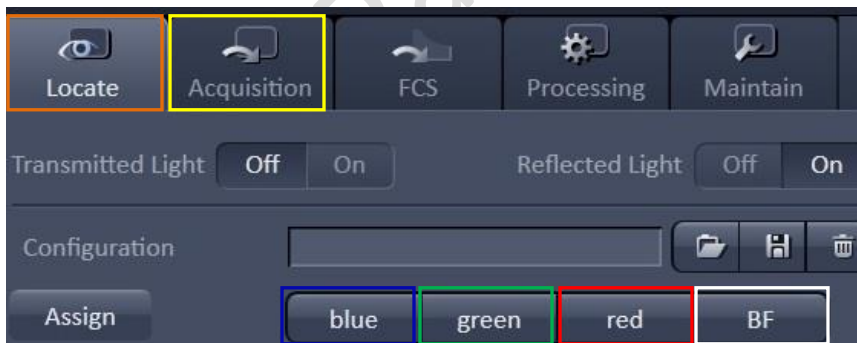 Locate Acquisition FCS Processing Maintain
Transmitted Light Off On Reflected Light Off On
Configuration
Assign blue green red BF